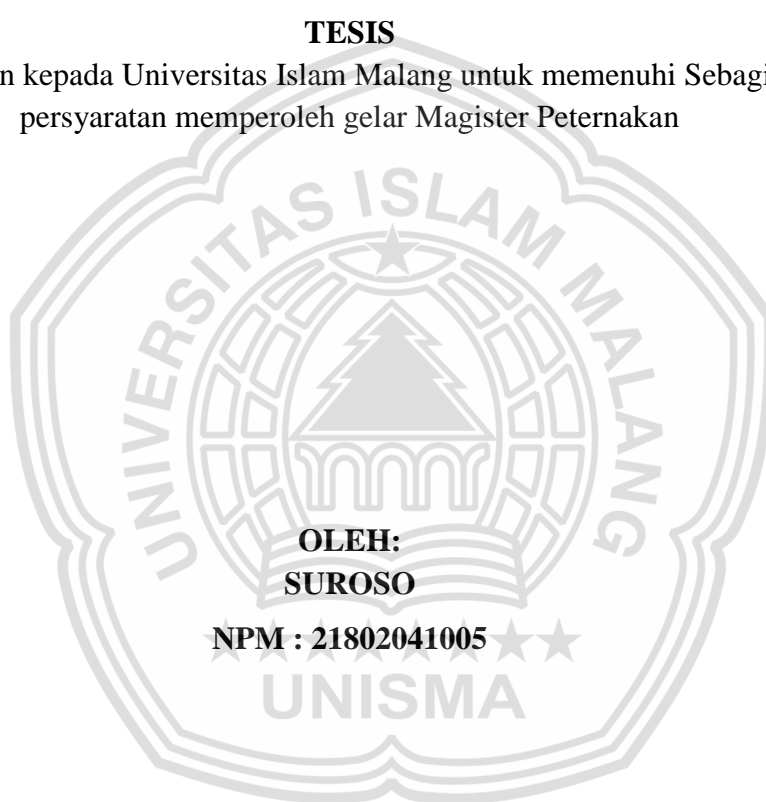 TESIS
n kepada Universitas Islam Malang untuk memenuhi Sebagi
persyaratan memperoleh gelar Magister Peternakan
UNIVERSITAS ISLAM MALANG
OLEH:
SUROSO
NPM : 21802041005
UNISMA